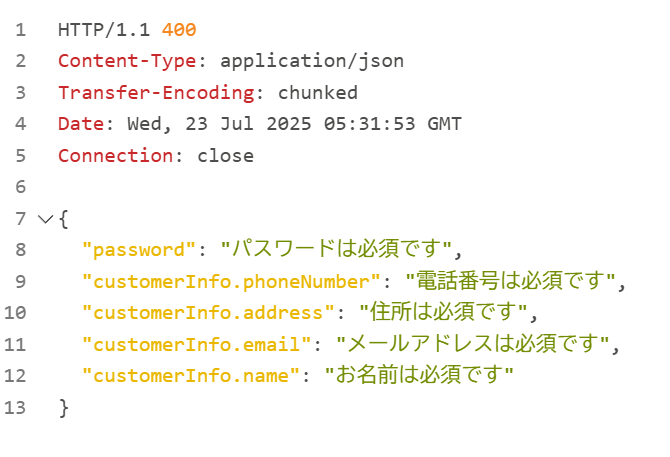 1 HTTP/1.1 400
2 Content-Type: application/json
3 Transfer-Encoding: chunked
4 Date: Wed, 23 Jul 2025 05:31:53 GMT
5 Connection: close
6
7 {
8 "password": "パスワードは必須です",
9 "customerInfo.phoneNumber": "電話番号は必須です",
10 "customerInfo.address": "住所は必須です",
11 "customerInfo.email": "メールアドレスは必須です",
12 "customerInfo.name": "お名前は必須です"
13 }